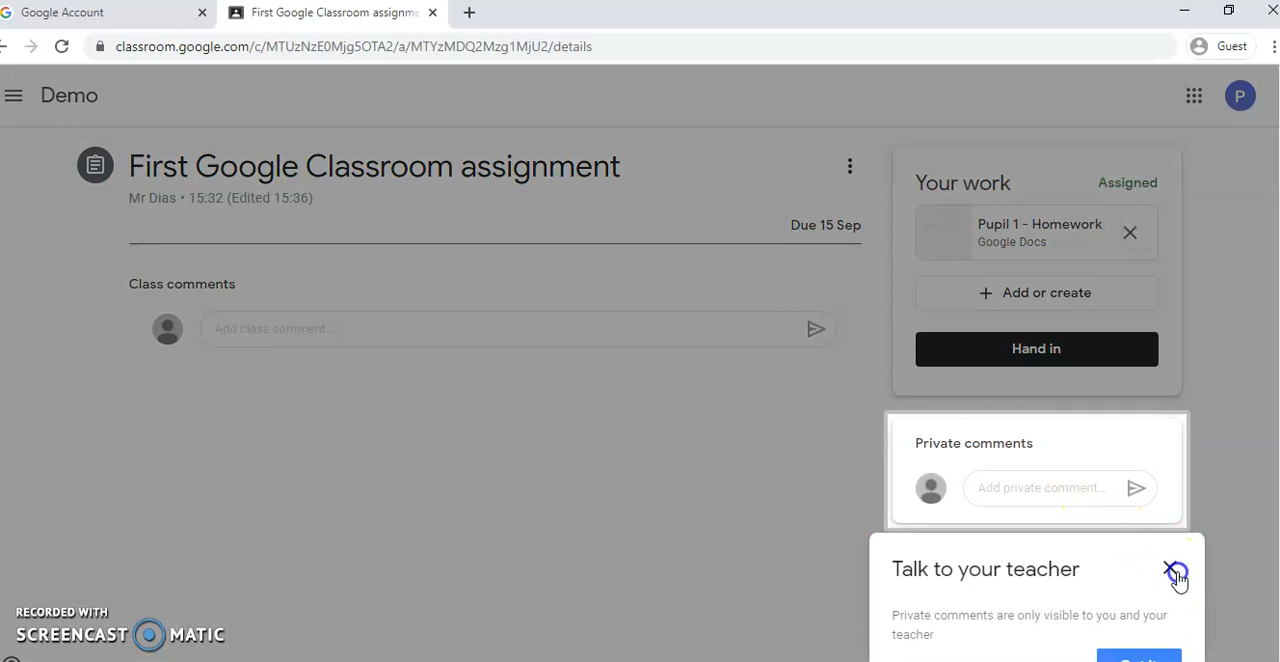 Google Account
First Google Classroom assignme
classroom.google.com/c/MTUzNzE0Mjg5OTA2/a/MTYzMDQ2Mzg1MjU2/details
Guest
Demo
P
First Google Classroom assignment
Mr Dias • 15:32 (Edited 15:36)
Due 15 Sep
Class comments
Add class comment...
Your work
Assigned
Pupil 1 - Homework
Google Docs
+ Add or create
Hand in
Private comments
Add private comment...
Talk to your teacher
Private comments are only visible to you and your
teacher
Got it
RECORDED WITH
SCREENCAST MATIC